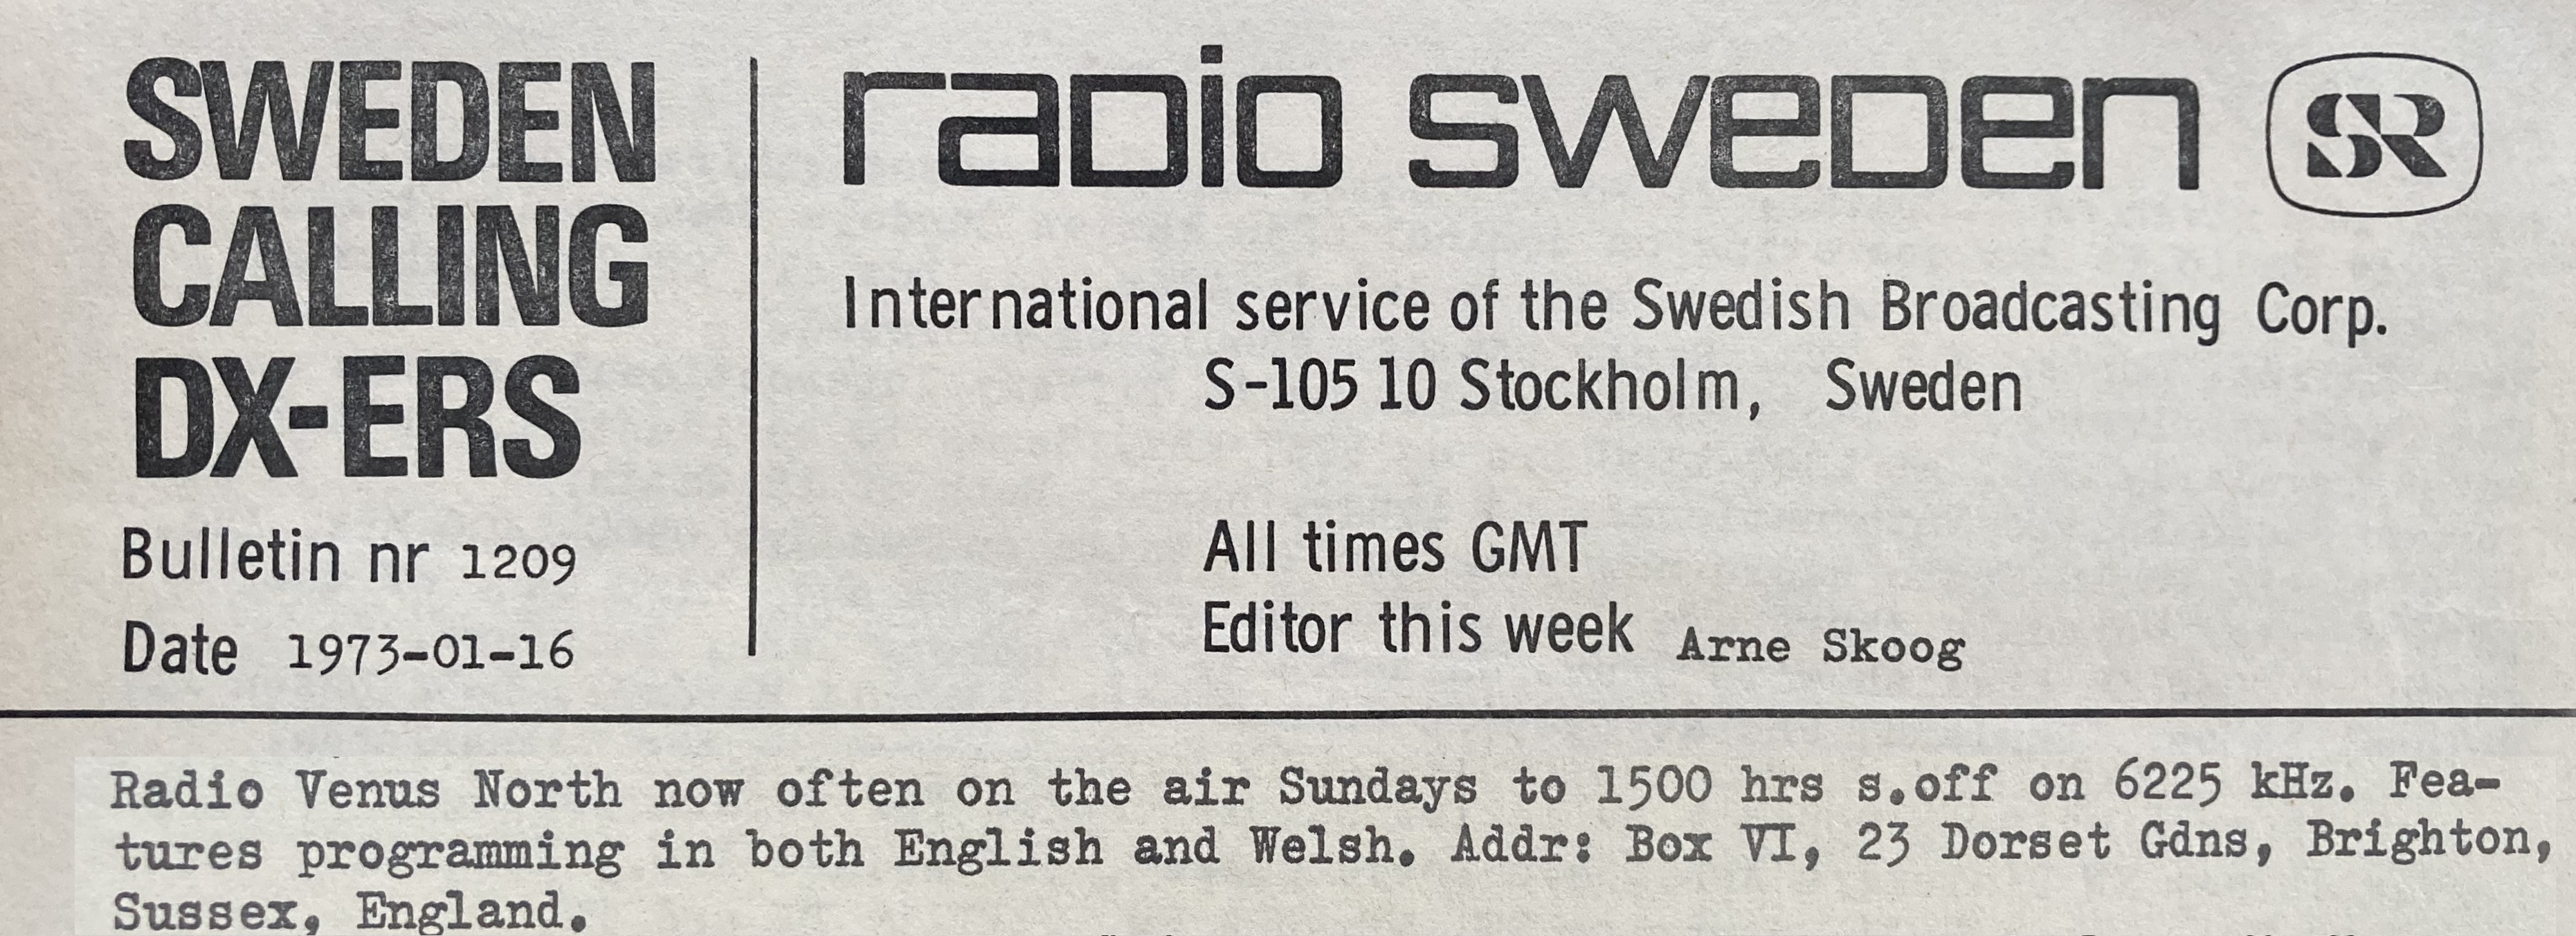 SWEDEN
CALLING
DX-ERS
Bulletin nr 1209
Date 1973-01-16
radio sweden SR
International service of the Swedish Broadcasting Corp.
S-105 10 Stockholm, Sweden
All times GMT
Editor this week Arne Skoog
Radio Venus North now often on the air Sundays to 1500 hrs s.off on 6225 kHz. Fea-
tures programming in both English and Welsh. Addr: Box VI, 23 Dorset Gdns, Brighton,
Sussex, England.